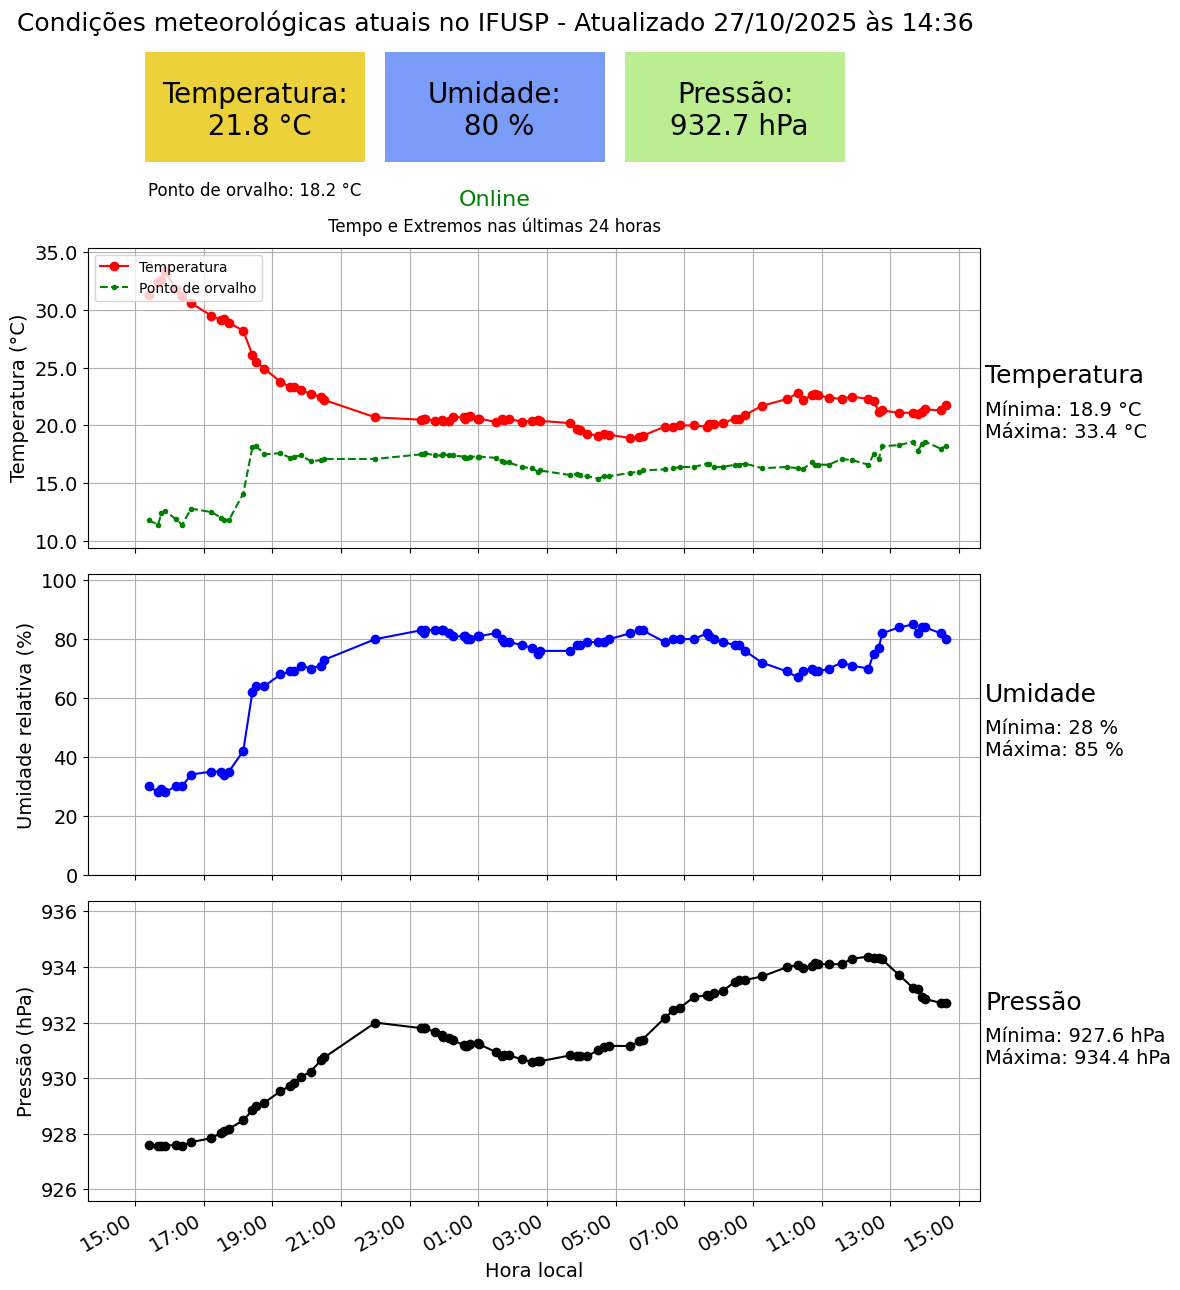 Condições meteorológicas atuais no IFUSP - Atualizado 27/10/2025 às 14:36
Temperatura:
21.8 °C
Umidade:
80 %
Pressão:
932.7 hPa
Ponto de orvalho: 18.2 °C
Online
Tempo e Extremos nas últimas 24 horas
Temperatura (°C)
35.0
30.0
25.0
20.0
15.0
10.0
Temperatura
Ponto de orvalho
Temperatura
Mínima: 18.9 °C
Máxima: 33.4 °C
Umidade relativa (%)
100
80
60
40
20
0
Umidade
Mínima: 28 %
Máxima: 85 %
Pressão (hPa)
936
934
932
930
928
926
Pressão
Mínima: 927.6 hPa
Máxima: 934.4 hPa
15:00 17:00 19:00 21:00 23:00 01:00 03:00 05:00 07:00 09:00 11:00 13:00 15:00
Hora local